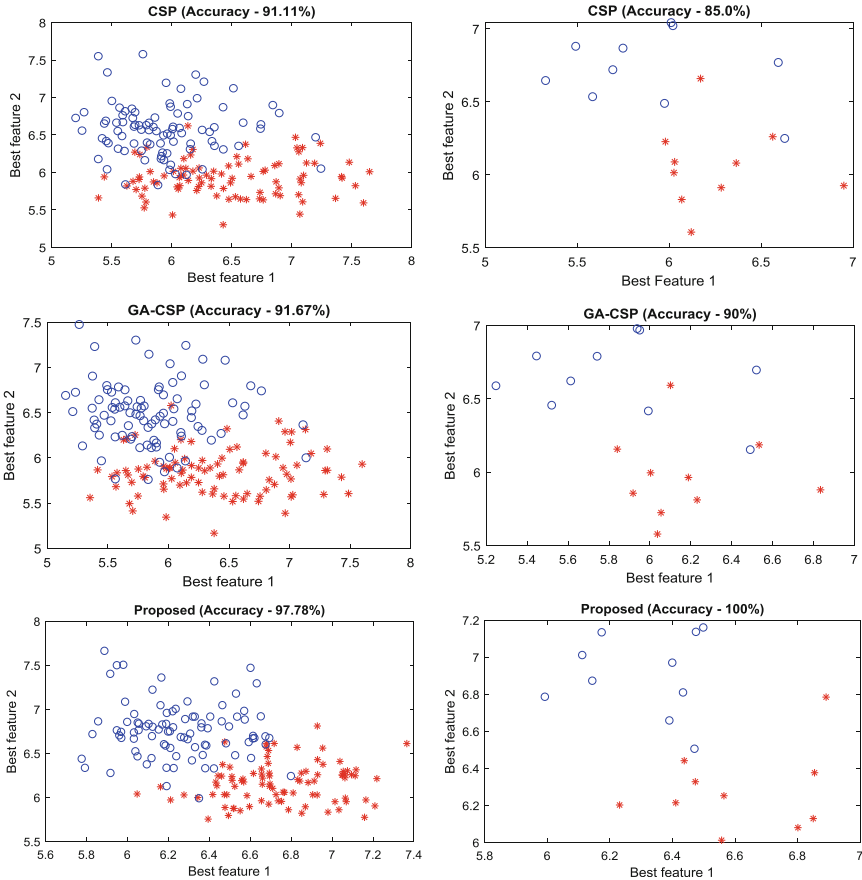 CSP (Accuracy - 91.11%)
8
7.5
7
6.5
6
5.5
5
Best feature 2
5 5.5 6 6.5 7 7.5 8
Best feature 1
CSP (Accuracy - 85.0%)
7
6.5
6
5.5
Best feature 2
5 5.5 6 6.5 7
Best Feature 1
GA-CSP (Accuracy - 91.67%)
7.5
7
6.5
6
5.5
5
Best feature 2
5 5.5 6 6.5 7 7.5 8
Best feature 1
GA-CSP (Accuracy - 90%)
7
6.5
6
5.5
Best feature 2
5.2 5.4 5.6 5.8 6 6.2 6.4 6.6 6.8 7
Best feature 1
Proposed (Accuracy - 97.78%)
8
7.5
7
6.5
6
5.5
Best feature 2
5.6 5.8 6 6.2 6.4 6.6 6.8 7 7.2 7.4
Best feature 1
Proposed (Accuracy - 100%)
7.2
7
6.8
6.6
6.4
6.2
6
Best feature 2
5.8 6 6.2 6.4 6.6 6.8 7
Best feature 1